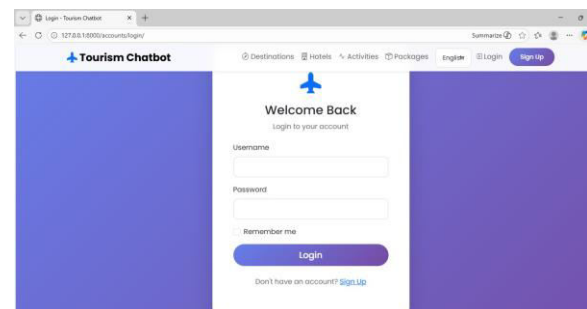 Login - Tourism Chatbot
127.0.0.1:8000/accounts/login/
Summarize
Tourism Chatbot
Destinations Hotels Activities Packages English Login Sign Up
Welcome Back
Login to your account
Username
Password
Remember me
Login
Don't have an account? Sign Up